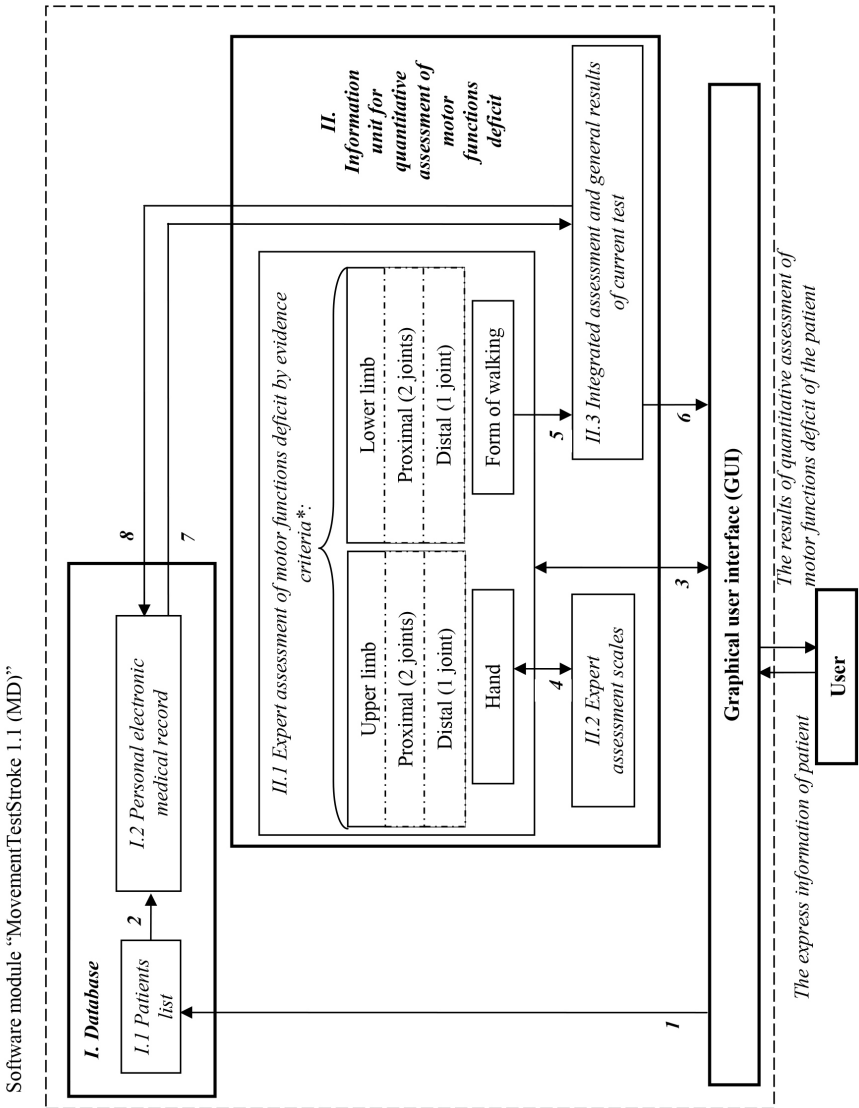 Software module “MovementTestStroke 1.1 (MD)”
I. Database
I.1 Patients
list
2
I.2 Personal electronic
medical record
8
7
II.
Information
unit for
quantitative
assessment of
motor
functions
deficit
II.1 Expert assessment of motor functions deficit by evidence
criteria*:
Upper limb
Proximal (2 joints)
Distal (1 joint)
Hand
Lower limb
Proximal (2 joints)
Distal (1 joint)
Form of walking
4
5
II.2 Expert
assessment scales
II.3 Integrated assessment and general results
of current test
1
3
6
Graphical user interface (GUI)
The express information of patient
The results of quantitative assessment of
motor functions deficit of the patient
User